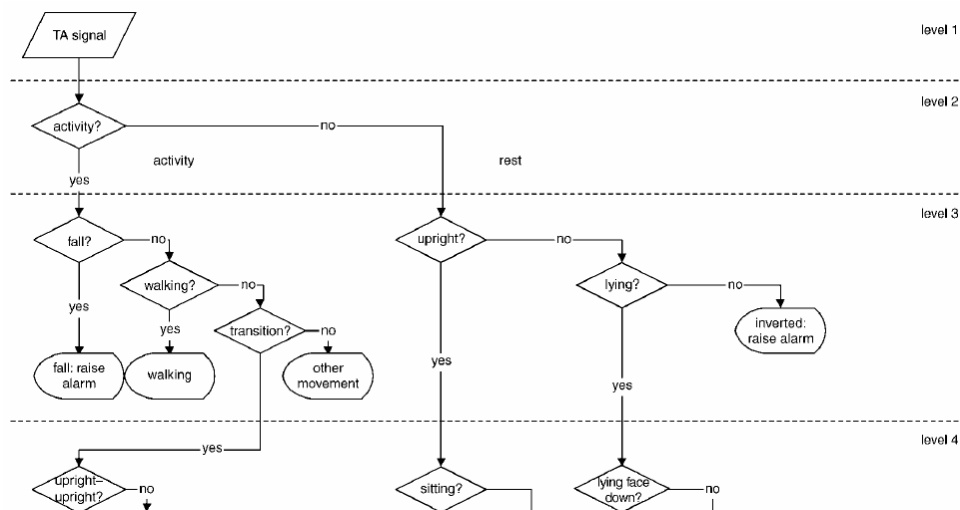 TA signal
level 1
level 2
activity?
no
activity
rest
yes
level 3
fall?
no
upright?
no
walking?
no
lying?
no
yes
yes
transition?
no
inverted:
raise alarm
fall: raise
alarm
walking
other
movement
yes
yes
yes
level 4
upright–
upright?
no
sitting?
lying face
down?
no